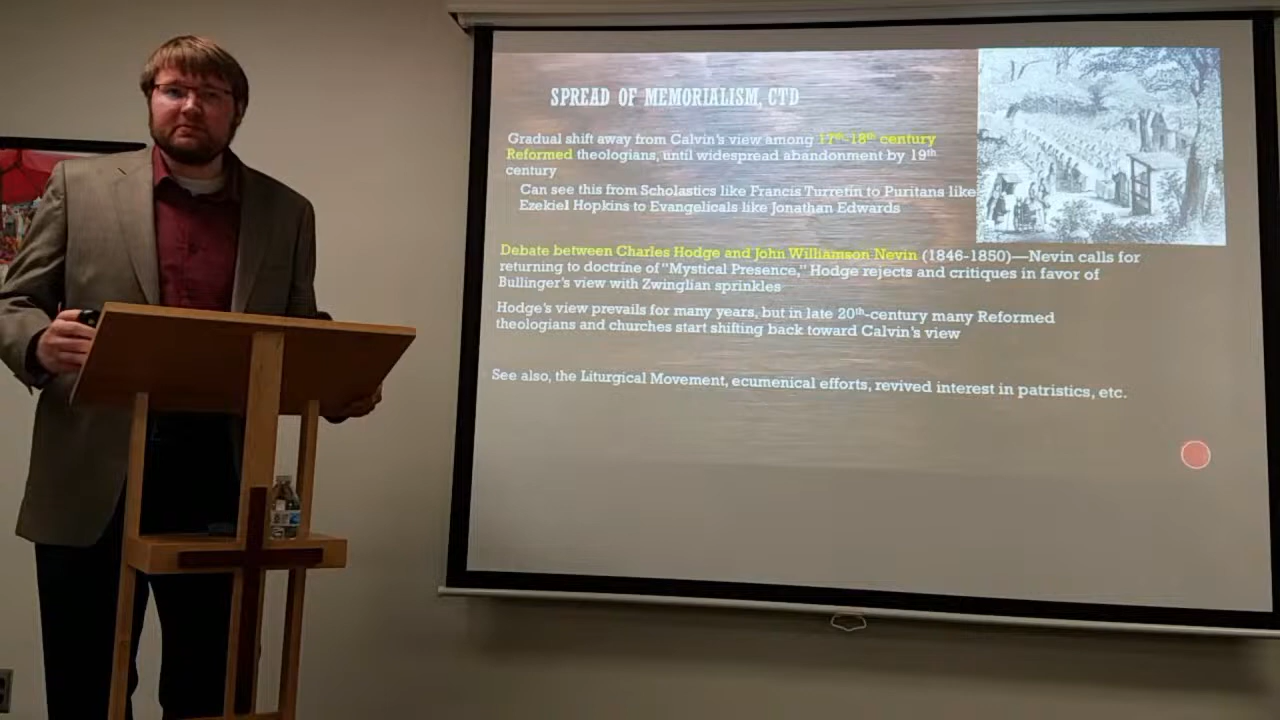 SPREAD OF MEMORIALISM, CTD
Gradual shift away from Calvin's view among 17th-18th century
Reformed theologians, until widespread abandonment by 19th
century
Can see this from Scholastics like Francis Turretin to Puritans like
Ezekiel Hopkins to Evangelicals like Jonathan Edwards
Debate between Charles Hodge and John Williamson Nevin (1846-1850)—Nevin calls for
returning to doctrine of "Mystical Presence," Hodge rejects and critiques in favor of
Bullinger's view with Zwinglian sprinkles
Hodge's view prevails for many years, but in late 20th-century many Reformed
theologians and churches start shifting back toward Calvin's view
See also, the Liturgical Movement, ecumenical efforts, revived interest in patristics, etc.